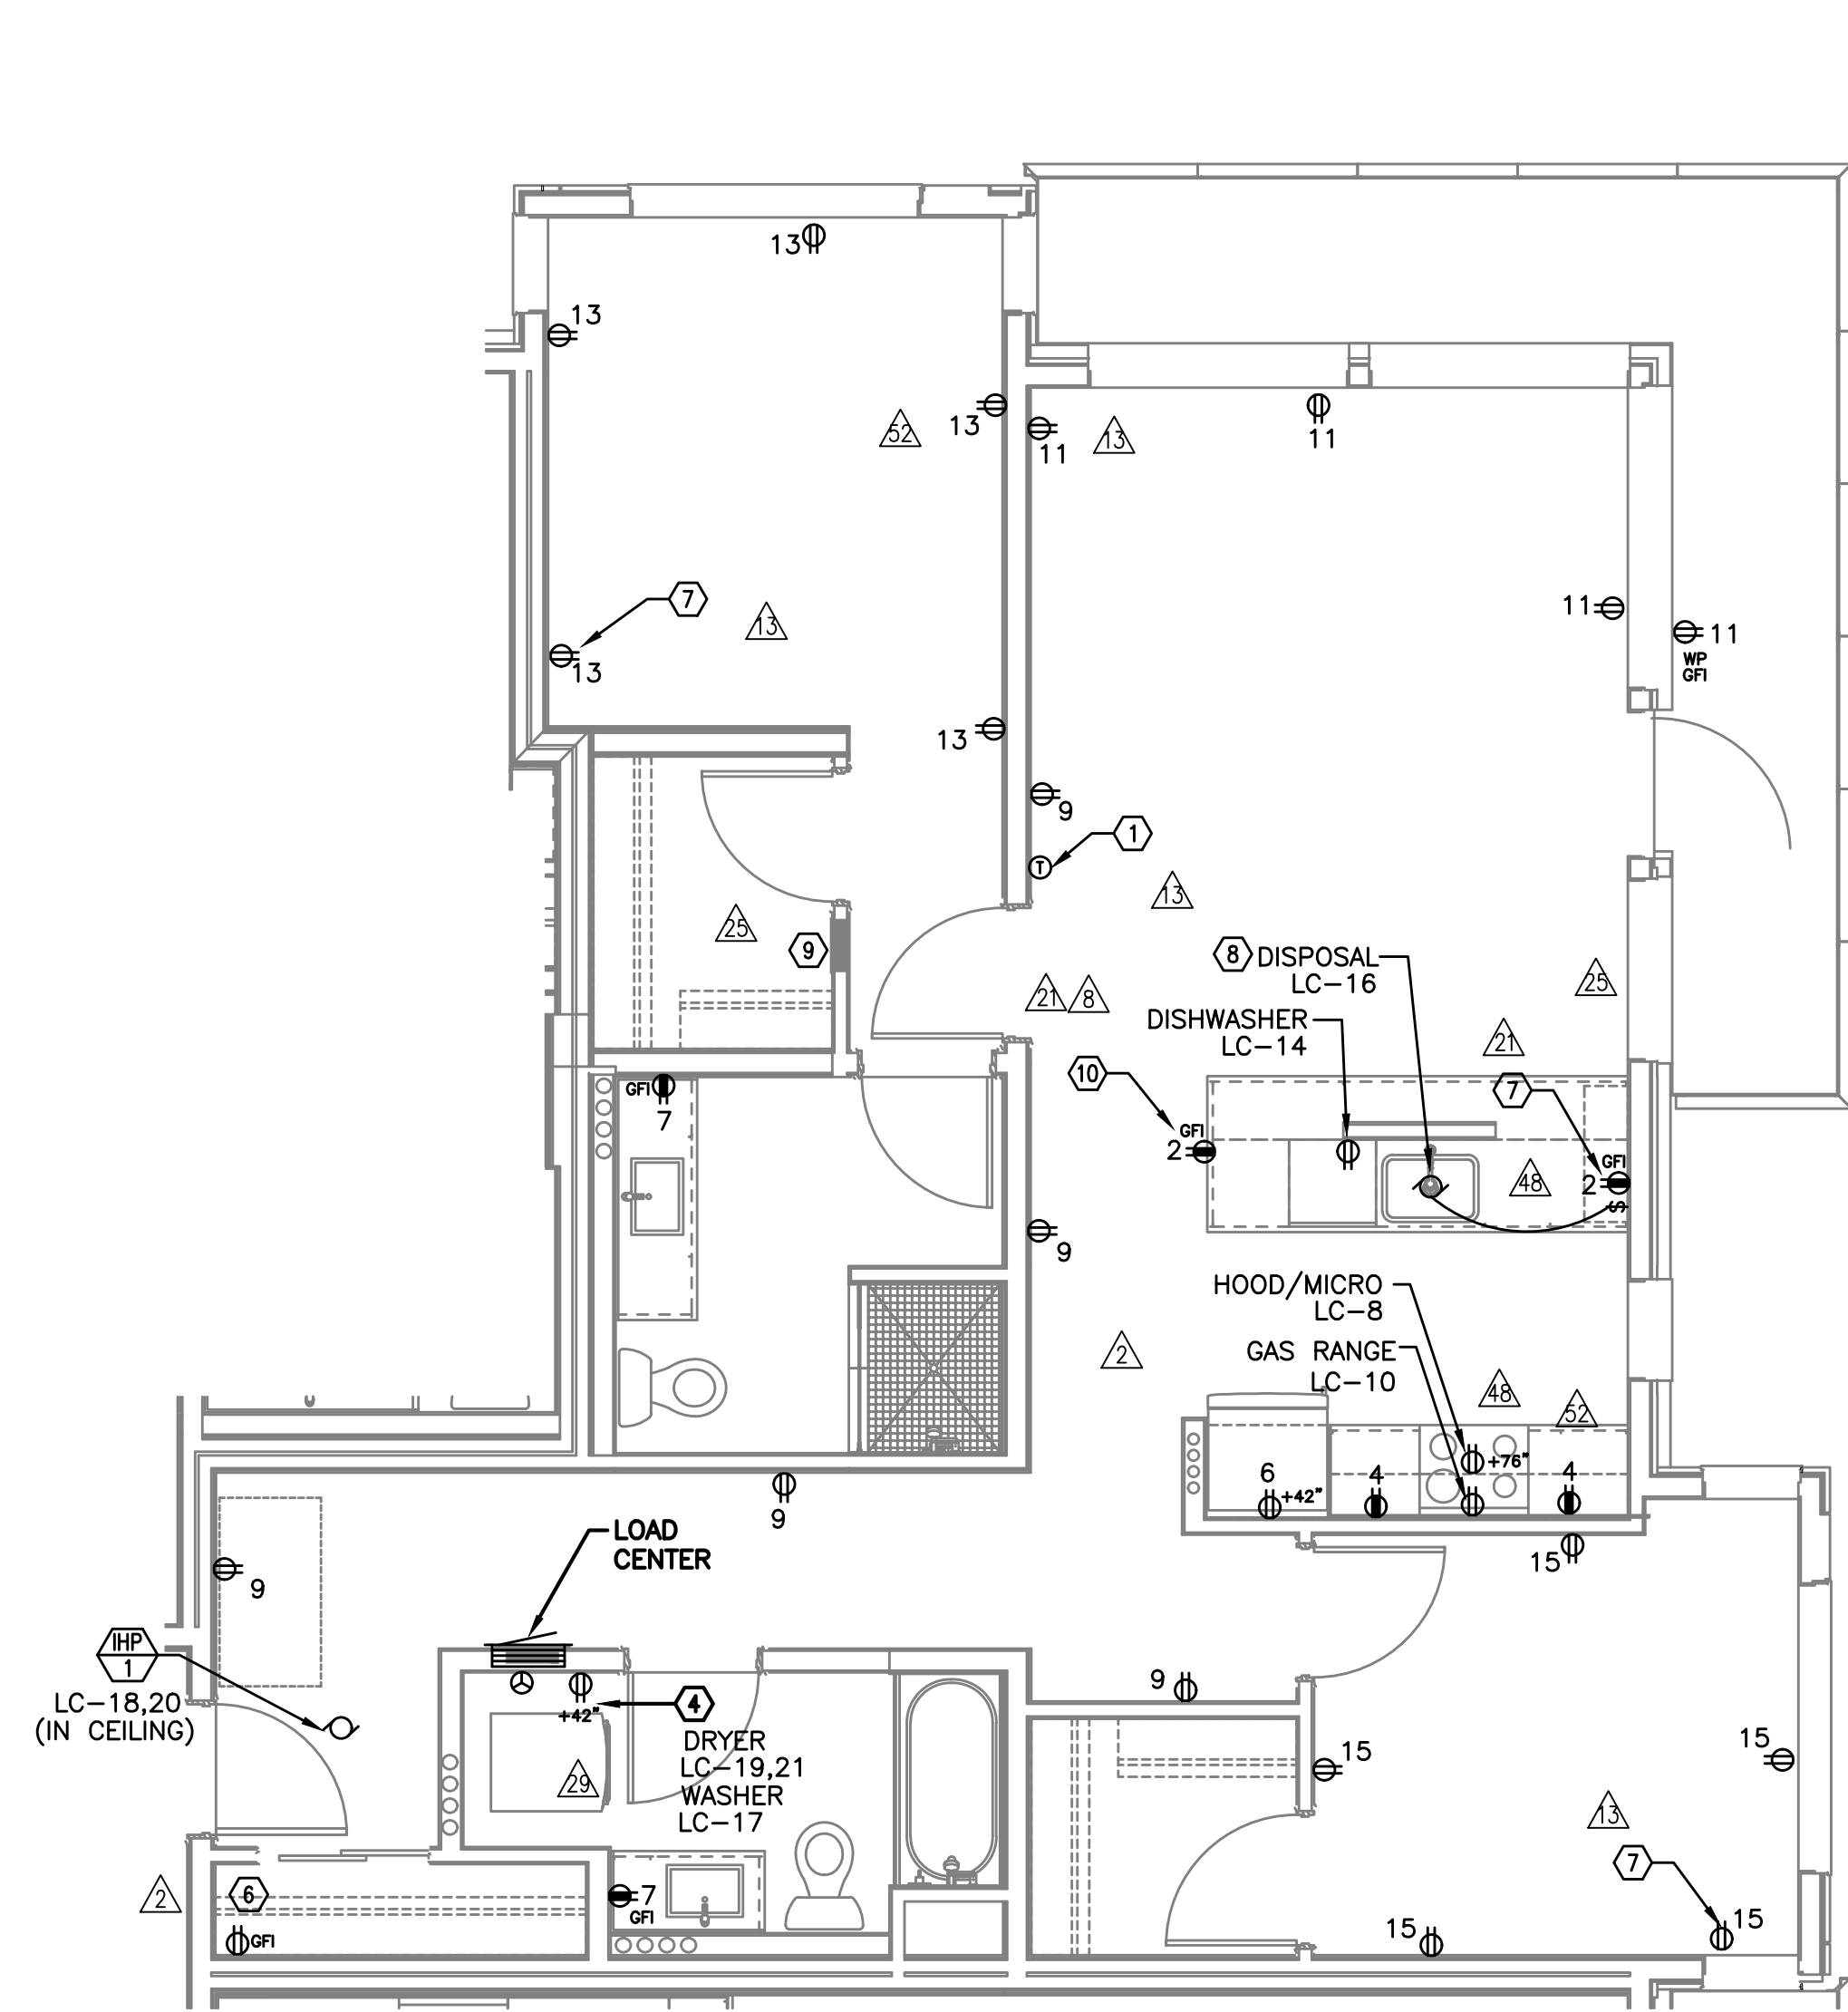 13
13
13
52
11
13
11
7
13
11
11
WP
GFI
13
13
9
1
T
13
25
9
8 DISPOSAL
LC-16
25
21 8
DISHWASHER
LC-14
21
10
7
GFI
7
GFI
2
48
GFI
2
S
9
HOOD/MICRO
LC-8
2
GAS RANGE
LC-10
48
52
6
+42"
4
+76"
4
9
LOAD
CENTER
15
9
IHP
1
LC-18,20
(IN CEILING)
+42"
4
DRYER
LC-19,21
WASHER
LC-17
29
9
15
15
13
7
2
6
GFI
7
GFI
15
15